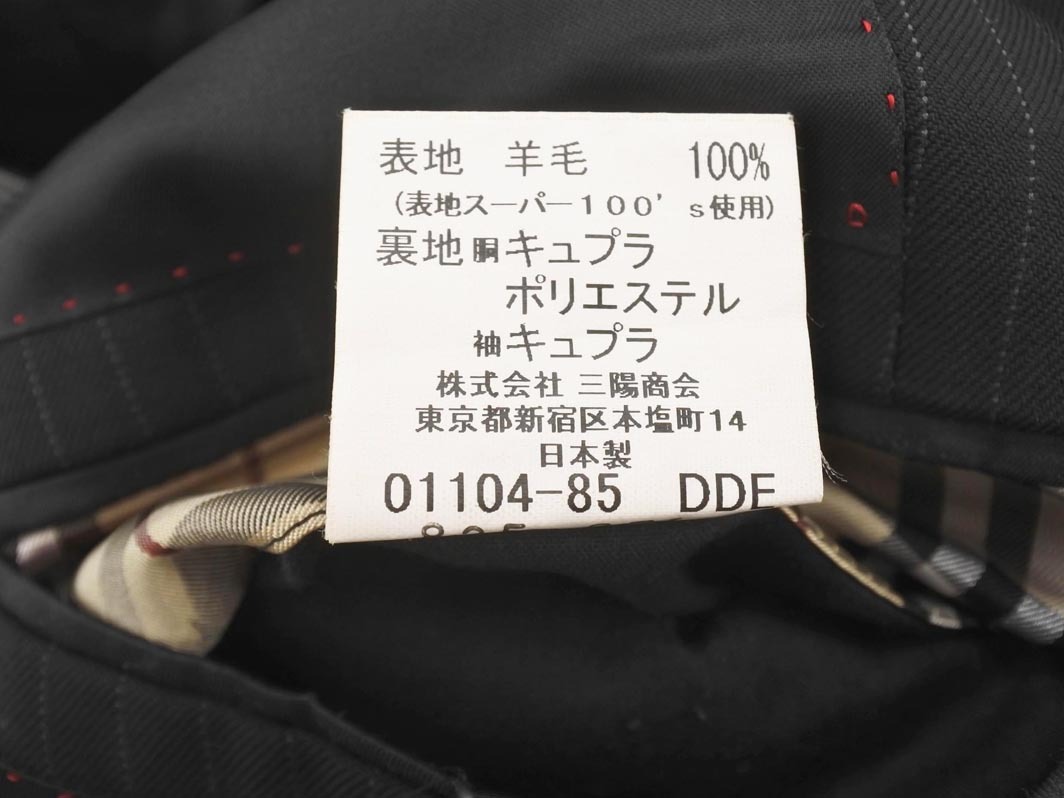 表地 羊毛 100%
(表地スーパー100's使用)
裏地 胴 キュプラ
ポリエステル
袖 キュプラ
株式会社 三陽商会
東京都新宿区本塩町14
日本製
01104-85 DDE